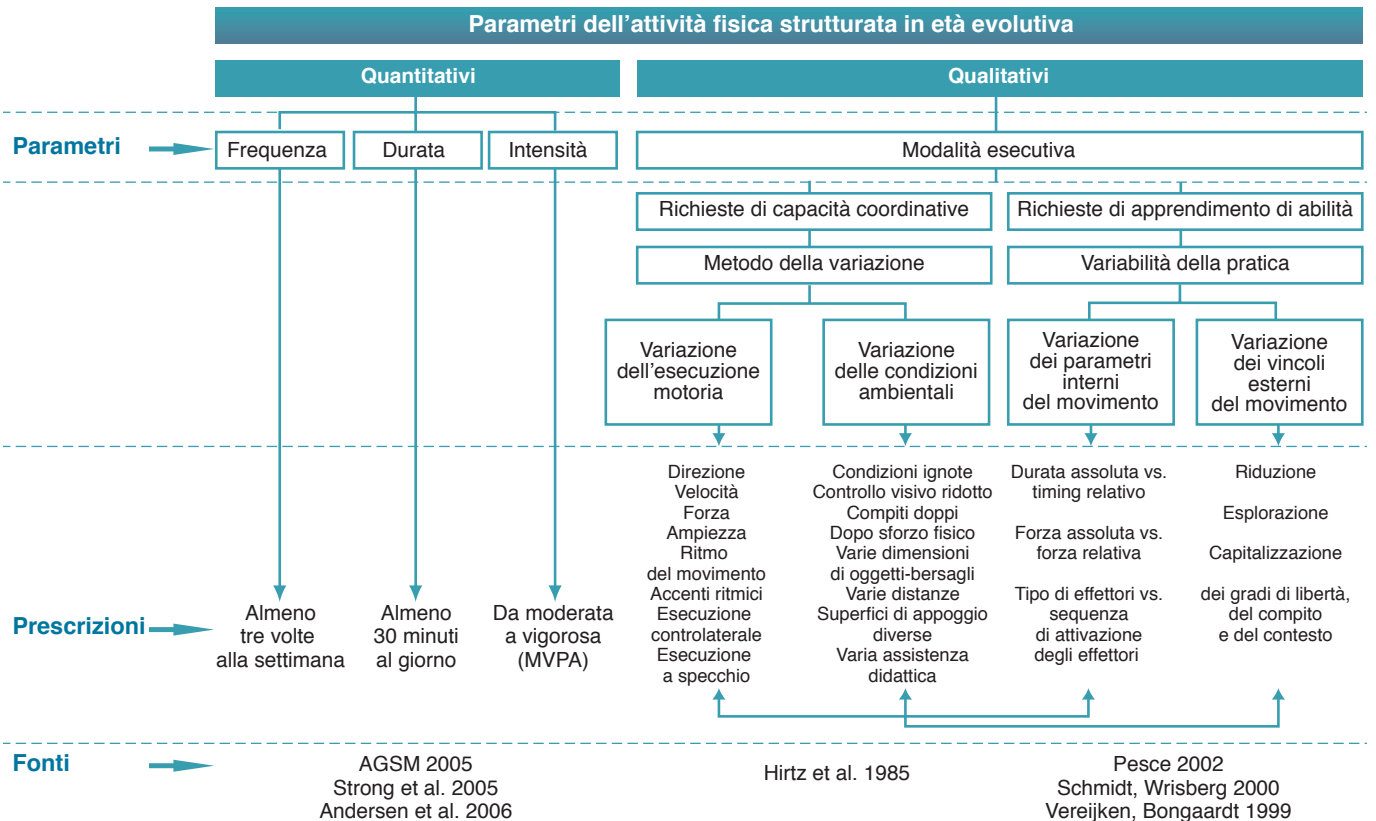 Parametri dell'attività fisica strutturata in età evolutiva
Quantitativi
Qualitativi
Parametri
Frequenza
Durata
Intensità
Modalità esecutiva
Richieste di capacità coordinative
Richieste di apprendimento di abilità
Metodo della variazione
Variabilità della pratica
Variazione
dell'esecuzione
motoria
Variazione
delle condizioni
ambientali
Variazione
dei parametri
interni
del movimento
Variazione
dei vincoli
esterni
del movimento
Prescrizioni
Almeno
tre volte
alla settimana
Almeno
30 minuti
al giorno
Da moderata
a vigorosa
(MVPA)
Direzione
Velocità
Forza
Ampiezza
Ritmo
del movimento
Accenti ritmici
Esecuzione
controlaterale
Esecuzione
a specchio
Condizioni ignote
Controllo visivo ridotto
Compiti doppi
Dopo sforzo fisico
Varie dimensioni
di oggetti-bersagli
Varie distanze
Superfici di appoggio
diverse
Varia assistenza
didattica
Durata assoluta vs.
timing relativo
Forza assoluta vs.
forza relativa
Tipo di effettori vs.
sequenza
di attivazione
degli effettori
Riduzione
Esplorazione
Capitalizzazione
dei gradi di libertà,
del compito
e del contesto
Fonti
AGSM 2005
Strong et al. 2005
Andersen et al. 2006
Hirtz et al. 1985
Pesce 2002
Schmidt, Wrisberg 2000
Vereijken, Bongaardt 1999